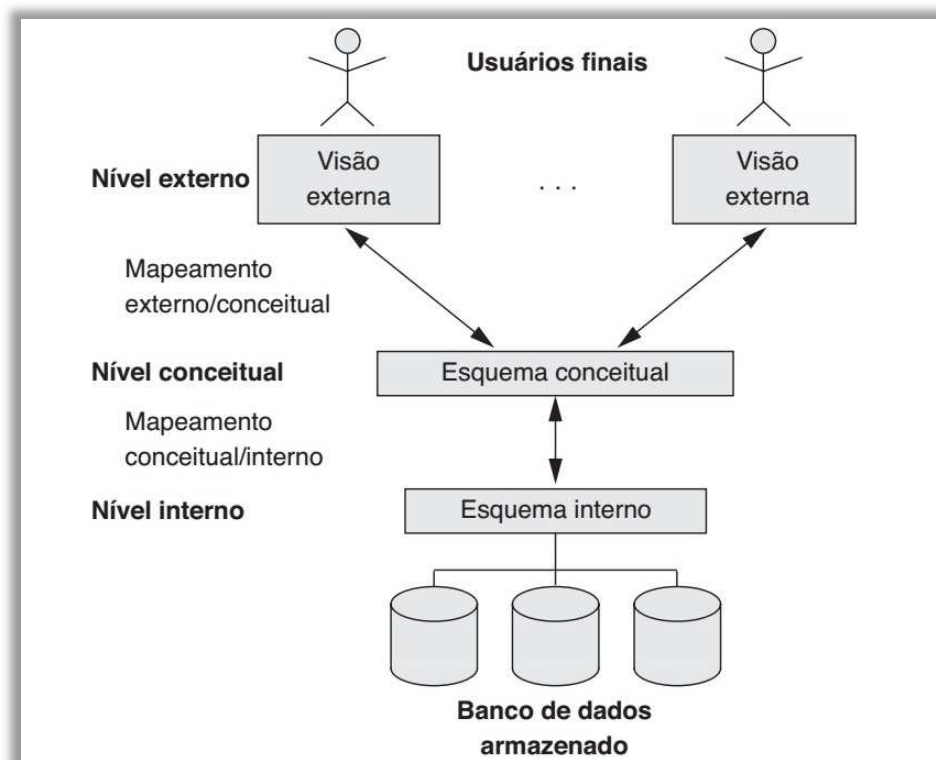 Usuários finais
Nível externo
Visão
externa
. . .
Visão
externa
Mapeamento
externo/conceitual
Nível conceitual
Esquema conceitual
Mapeamento
conceitual/interno
Nível interno
Esquema interno
Banco de dados
armazenado